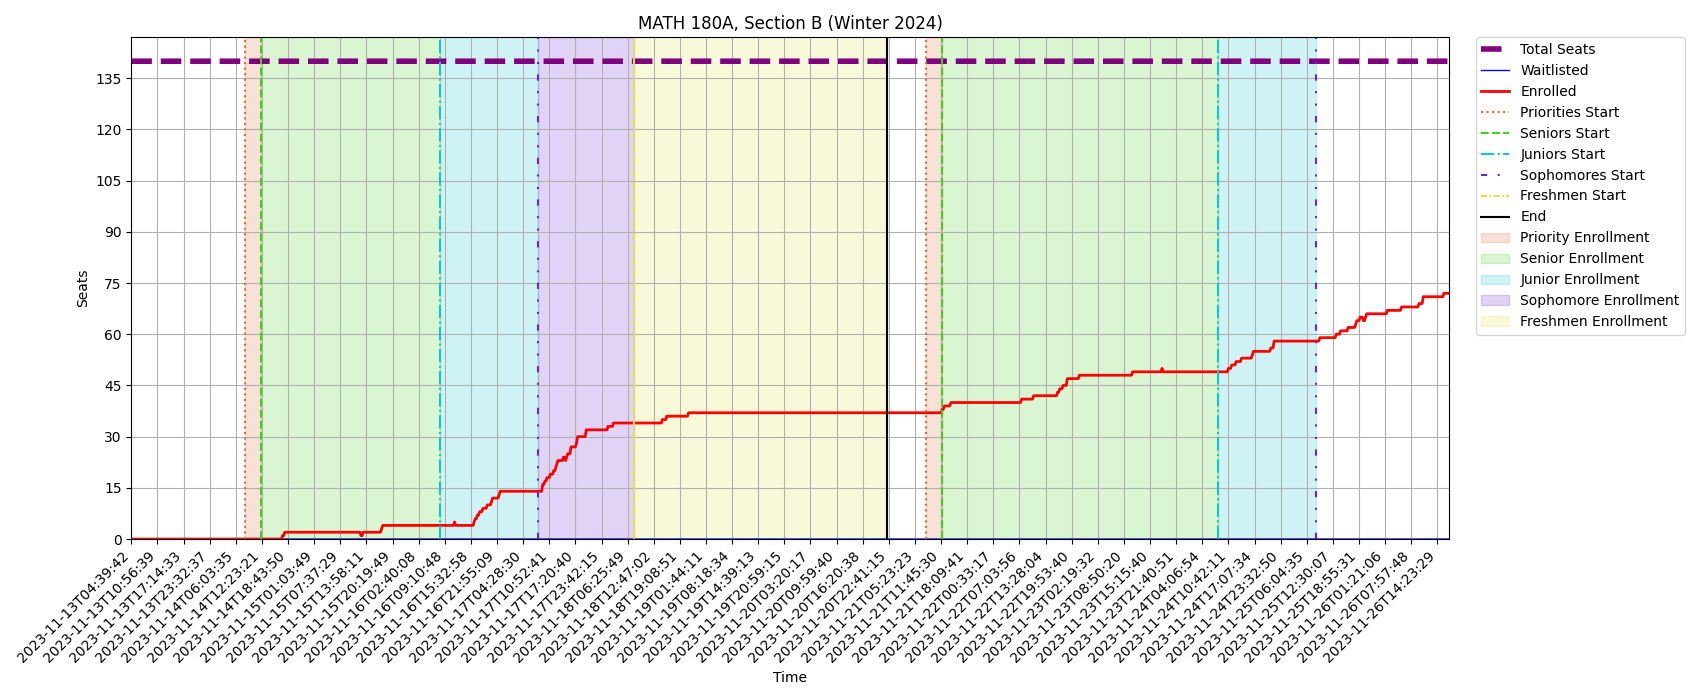 MATH 180A, Section B (Winter 2024)
Seats
135
120
105
90
75
60
45
30
15
0
2023-11-13T04:39:42
2023-11-13T10:56:39
2023-11-13T17:14:33
2023-11-13T23:32:37
2023-11-14T06:03:35
2023-11-14T12:23:21
2023-11-14T18:43:50
2023-11-15T01:03:49
2023-11-15T07:37:29
2023-11-15T13:58:11
2023-11-15T20:19:49
2023-11-16T02:40:08
2023-11-16T09:10:48
2023-11-16T15:32:58
2023-11-16T21:55:09
2023-11-17T04:28:30
2023-11-17T10:52:41
2023-11-17T17:20:40
2023-11-17T23:42:15
2023-11-18T06:25:49
2023-11-18T12:47:02
2023-11-18T19:08:51
2023-11-19T01:44:11
2023-11-19T08:18:34
2023-11-19T14:39:13
2023-11-19T20:59:15
2023-11-20T03:20:17
2023-11-20T09:59:40
2023-11-20T16:20:38
2023-11-20T22:41:15
2023-11-21T05:23:23
2023-11-21T11:45:30
2023-11-21T18:09:41
2023-11-22T00:33:17
2023-11-22T07:03:56
2023-11-22T13:28:04
2023-11-22T19:53:40
2023-11-23T02:19:32
2023-11-23T08:50:20
2023-11-23T15:15:40
2023-11-23T21:40:51
2023-11-24T04:06:54
2023-11-24T10:42:11
2023-11-24T17:07:34
2023-11-24T23:32:50
2023-11-25T06:04:35
2023-11-25T12:30:07
2023-11-25T18:55:31
2023-11-26T01:21:06
2023-11-26T07:57:48
2023-11-26T14:23:29
Time
Total Seats
Waitlisted
Enrolled
Priorities Start
Seniors Start
Juniors Start
Sophomores Start
Freshmen Start
End
Priority Enrollment
Senior Enrollment
Junior Enrollment
Sophomore Enrollment
Freshmen Enrollment